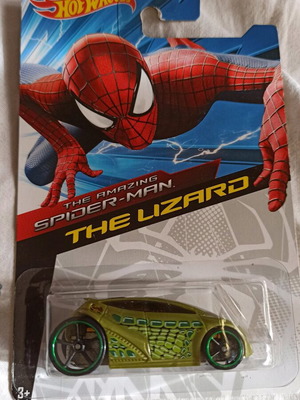 HOT WHEELS
THE AMAZING
SPIDER-MAN
THE LIZARD
3+